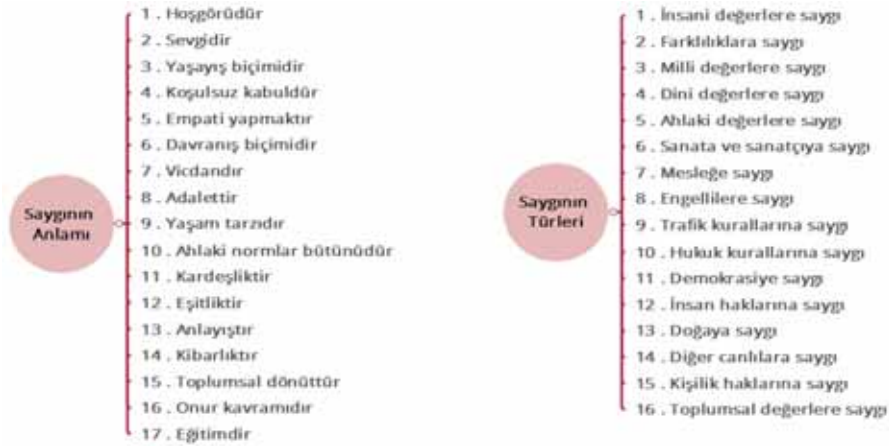 Saygının
Anlamı
1 . Hoşgörüdür
2 . Sevgidir
3 . Yaşayış biçimidir
4 . Koşulsuz kabuldür
5 . Empati yapmaktır
6 . Davranış biçimidir
7 . Vicdandır
8 . Adalettir
9 . Yaşam tarzıdır
10 . Ahlaki normlar bütünüdür
11 . Kardeşliktir
12 . Eşitliktir
13 . Anlayıştır
14 . Kibarlıktır
15 . Toplumsal dönüttür
16 . Onur kavramıdır
17 . Eğitimdir
Saygının
Türleri
1 . İnsani değerlere saygı
2 . Farklılıklara saygı
3 . Milli değerlere saygı
4 . Dini değerlere saygı
5 . Ahlaki değerlere saygı
6 . Sanata ve sanatçıya saygı
7 . Mesleğe saygı
8 . Engellilere saygı
9 . Trafik kurallarına saygı
10 . Hukuk kurallarına saygı
11 . Demokrasiye saygı
12 . İnsan haklarına saygı
13 . Doğaya saygı
14 . Diğer canlılara saygı
15 . Kişilik haklarına saygı
16 . Toplumsal değerlere saygı